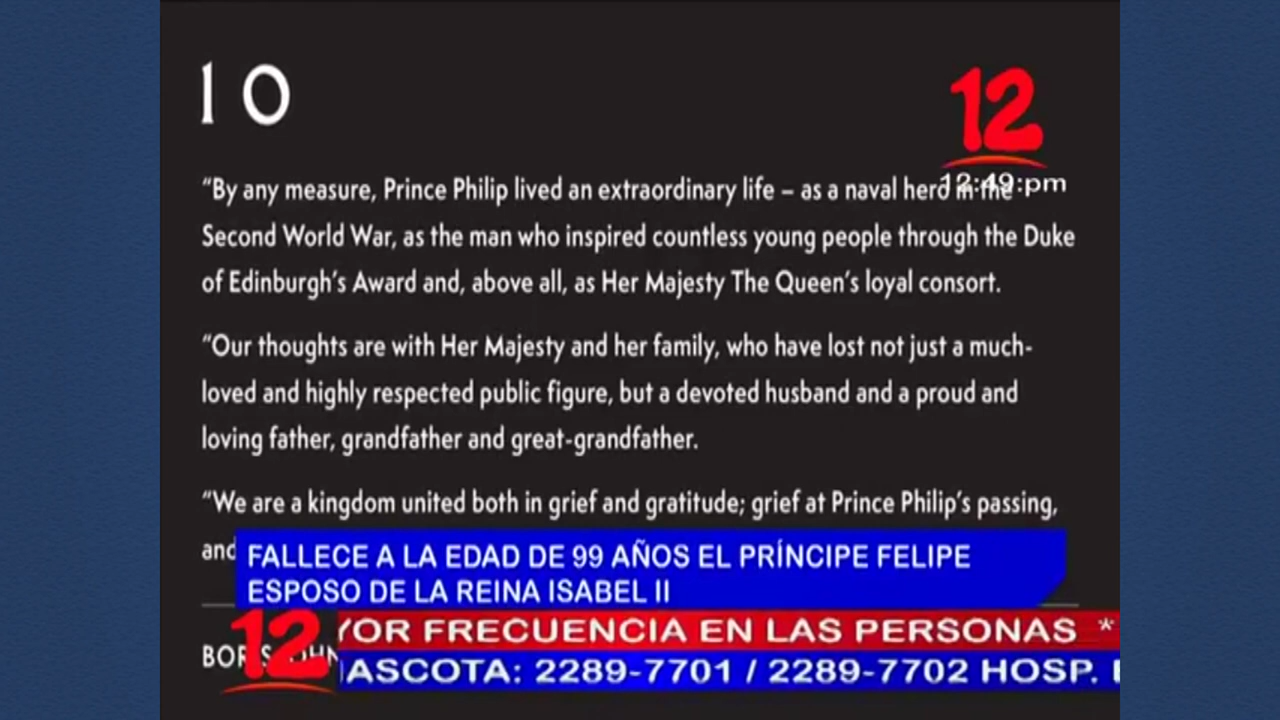 10
12
12:49:pm
“By any measure, Prince Philip lived an extraordinary life – as a naval hero in the
Second World War, as the man who inspired countless young people through the Duke
of Edinburgh’s Award and, above all, as Her Majesty The Queen’s loyal consort.
“Our thoughts are with Her Majesty and her family, who have lost not just a much-
loved and highly respected public figure, but a devoted husband and a proud and
loving father, grandfather and great-grandfather.
“We are a kingdom united both in grief and gratitude; grief at Prince Philip’s passing,
and
FALLECE A LA EDAD DE 99 AÑOS EL PRÍNCIPE FELIPE
ESPOSO DE LA REINA ISABEL II
12
YOR FRECUENCIA EN LAS PERSONAS *
ASCOTA: 2289-7701 / 2289-7702 HOSP.